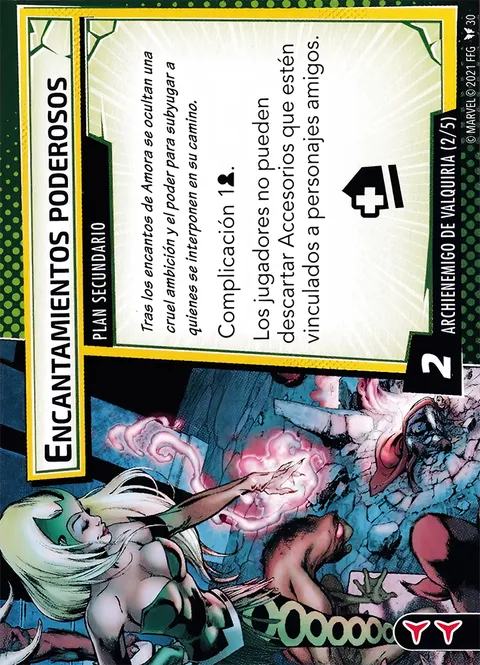 ENCANTAMIENTOS PODEROSOS
PLAN SECUNDARIO
Tras los encantos de Amora se ocultan una
cruel ambición y el poder para subyugar a
quienes se interponen en su camino.
Complicación 1.
Los jugadores no pueden
descartar Accesorios que estén
vinculados a personajes amigos.
2
ARCHIENEMIGO DE VALQUIRIA (2/5)
© MARVEL © 2021 FFG 30